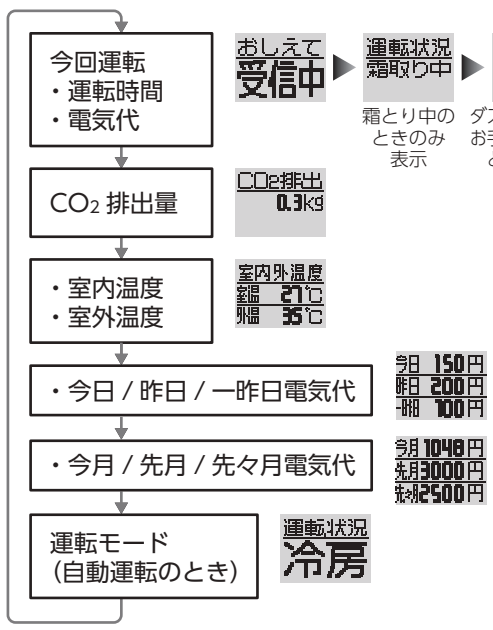 今回運転
・運転時間
・電気代
おしえて
受信中
運転状況
霜取り中
霜とり中の
ときのみ
表示
CO2 排出量
CO2排出
0.3kg
・室内温度
・室外温度
室内外温度
室温 27℃
外温 35℃
・今日 / 昨日 / 一昨日電気代
今日 150円
昨日 200円
一昨日 100円
・今月 / 先月 / 先々月電気代
今月 1048円
先月 3000円
先々月 2500円
運転モード
(自動運転のとき)
運転状況
冷房